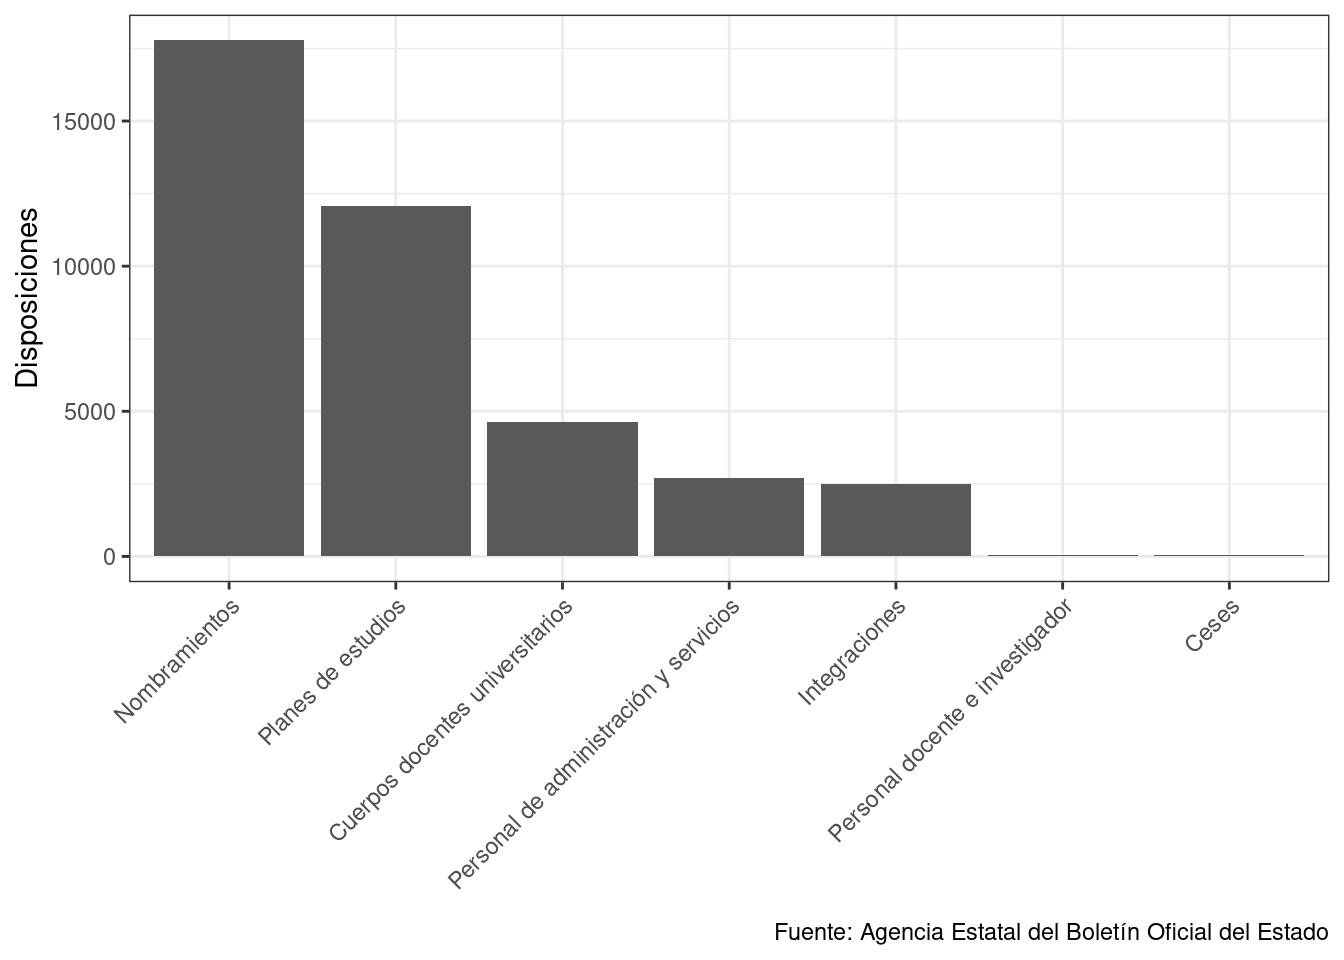 Disposiciones
15000
10000
5000
0
Nombramientos
Planes de estudios
Cuerpos docentes universitarios
Personal de administración y servicios
Integraciones
Personal docente e investigador
Ceses
Fuente: Agencia Estatal del Boletín Oficial del Estado